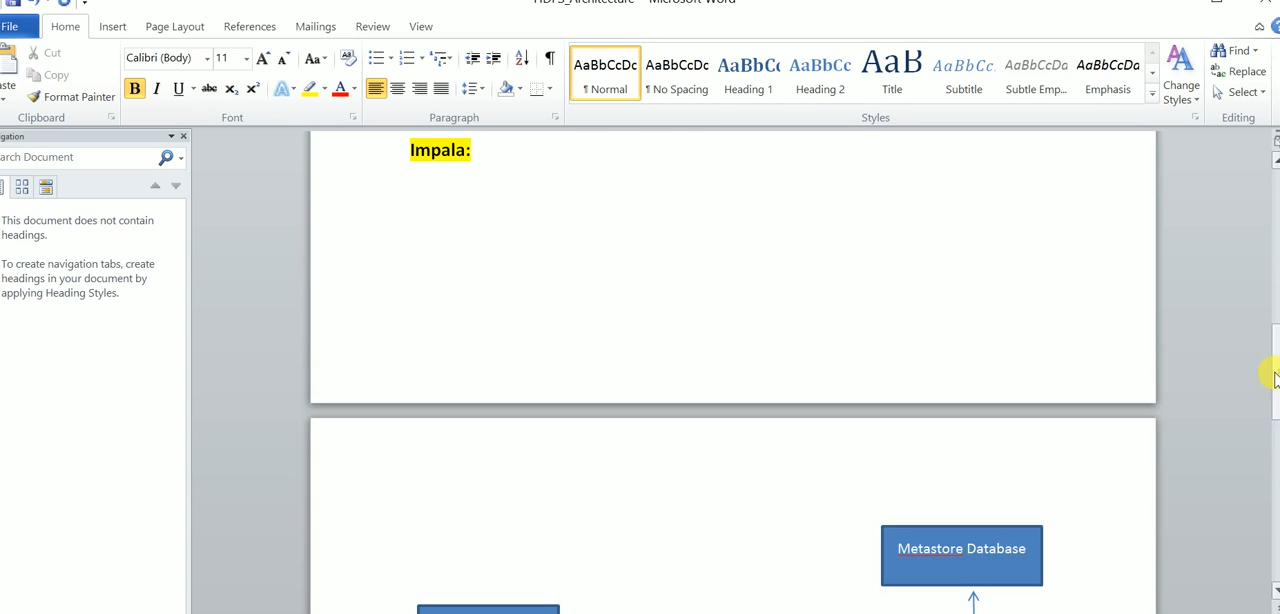 HDFS_Architecture - Microsoft Word
File Home Insert Page Layout References Mailings Review View
Cut
Copy
Format Painter
Clipboard
Calibri (Body) 11
Font
Paragraph
AaBbCcDc AaBbCcDc AaBbCc AaBbCc AaB AaBbCc. AaBbCcDa AaBbCcDa
¶ Normal ¶ No Spacing Heading 1 Heading 2 Title Subtitle Subtle Emp... Emphasis
Styles
Change
Styles
Find
Replace
Select
Editing
This document does not contain
headings.
To create navigation tabs, create
headings in your document by
applying Heading Styles.
Impala:
Metastore Database